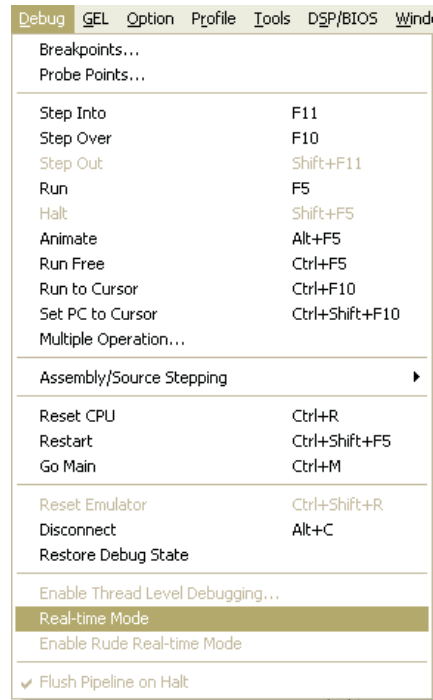 Debug GEL Option Profile Tools DSP/BIOS
Breakpoints...
Probe Points...
Step Into F11
Step Over F10
Step Out Shift+F11
Run F5
Halt Shift+F5
Animate Alt+F5
Run Free Ctrl+F5
Run to Cursor Ctrl+F10
Set PC to Cursor Ctrl+Shift+F10
Multiple Operation...
Assembly/Source Stepping
Reset CPU Ctrl+R
Restart Ctrl+Shift+F5
Go Main Ctrl+M
Reset Emulator Ctrl+Shift+R
Disconnect Alt+C
Restore Debug State
Enable Thread Level Debugging...
Real-time Mode
Enable Rude Real-time Mode
Flush Pipeline on Halt